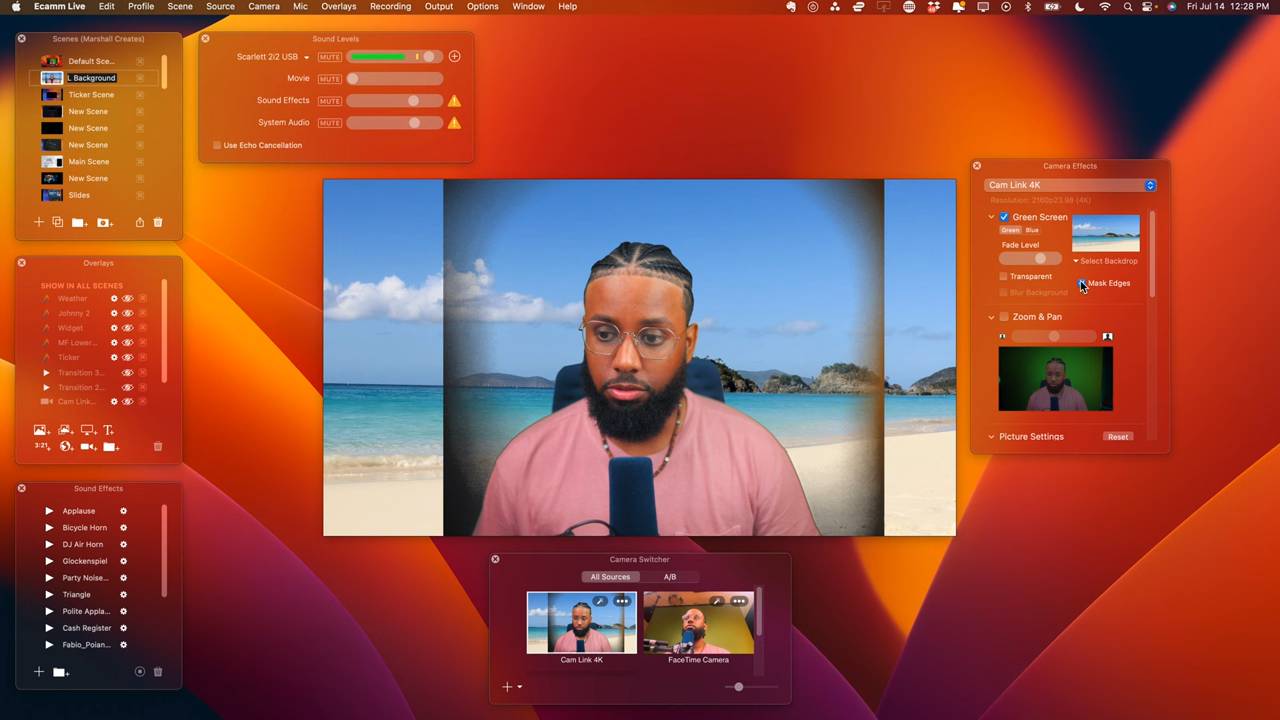 Ecamm Live Edit Profile Scene Source Camera Mic Overlays Recording Output Options Window Help Fri Jul 14 12:28 PM
Scenes (Marshall Creates)
Default Sce...
L Background
Ticker Scene
New Scene
New Scene
New Scene
Main Scene
New Scene
Slides
Sound Levels
Scarlett 2i2 USB MUTE
Movie MUTE
Sound Effects MUTE
System Audio MUTE
Use Echo Cancellation
Overlays
SHOW IN ALL SCENES
Weather
Johnny 2
Widget
MF Lower...
Ticker
Transition 3...
Transition 2...
Cam Link...
3:21
Sound Effects
Applause
Bicycle Horn
DJ Air Horn
Glockenspiel
Party Noise...
Triangle
Polite Appla...
Cash Register
Fabio_Polan...
Camera Effects
Cam Link 4K
Resolution: 2160p23.98 (4K)
Green Screen
Green Blue
Fade Level
Select Backdrop
Transparent
Mask Edges
Blur Background
Zoom & Pan
Picture Settings Reset
Camera Switcher
All Sources A/B
Cam Link 4K FaceTime Camera